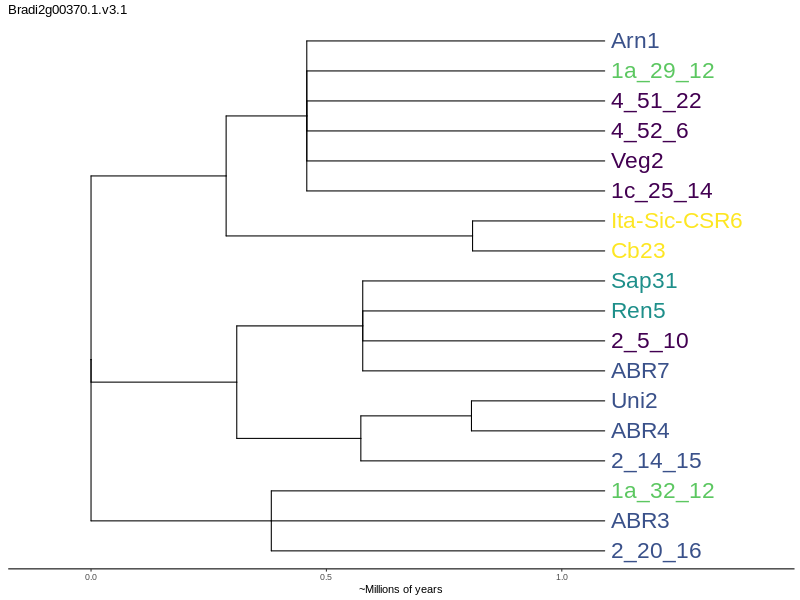 Bradi2g00370.1.v3.1
Arn1
1a_29_12
4_51_22
4_52_6
Veg2
1c_25_14
Ita-Sic-CSR6
Cb23
Sap31
Ren5
2_5_10
ABR7
Uni2
ABR4
2_14_15
1a_32_12
ABR3
2_20_16
0.0 0.5 1.0
~Millions of years